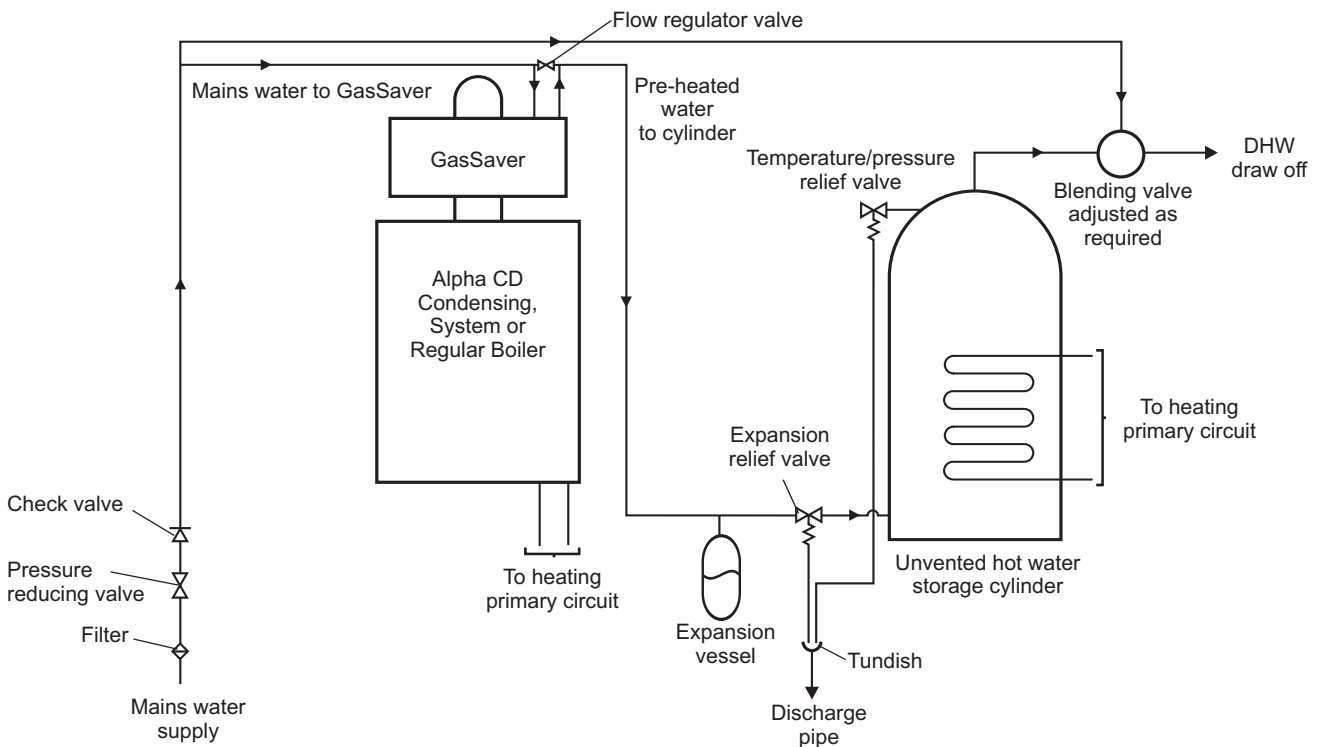 Flow regulator valve
Mains water to GasSaver
Pre-heated
water
to cylinder
GasSaver
Temperature/pressure
relief valve
DHW
draw off
Blending valve
adjusted as
required
Alpha CD
Condensing,
System or
Regular Boiler
To heating
primary circuit
Expansion
relief valve
Check valve
Pressure
reducing valve
Filter
Mains water
supply
To heating
primary circuit
Unvented hot water
storage cylinder
Expansion
vessel
Tundish
Discharge
pipe